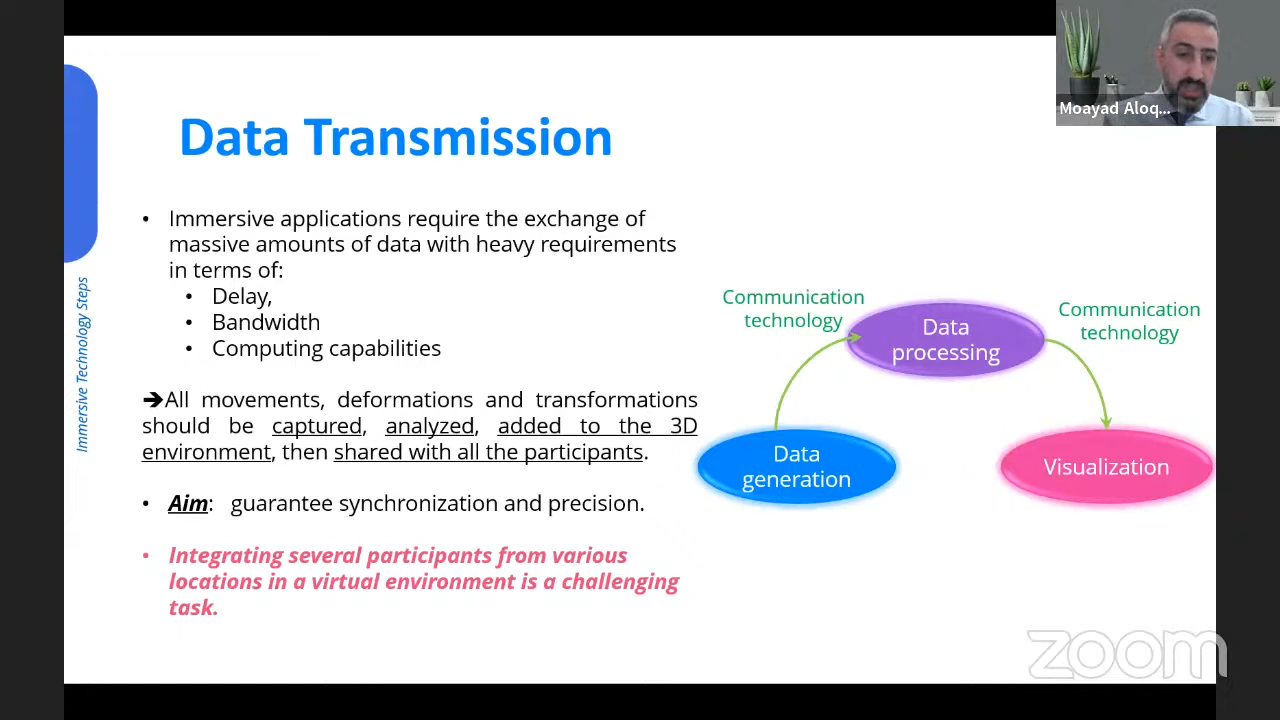 Moayad Aloq...
Data Transmission
• Immersive applications require the exchange of
massive amounts of data with heavy requirements
in terms of:
• Delay,
• Bandwidth
• Computing capabilities
➔All movements, deformations and transformations
should be captured, analyzed, added to the 3D
environment, then shared with all the participants.
• Aim: guarantee synchronization and precision.
• Integrating several participants from various
locations in a virtual environment is a challenging
task.
Immersive Technology Steps
Communication
technology
Data
processing
Communication
technology
Data
generation
Visualization
zoom